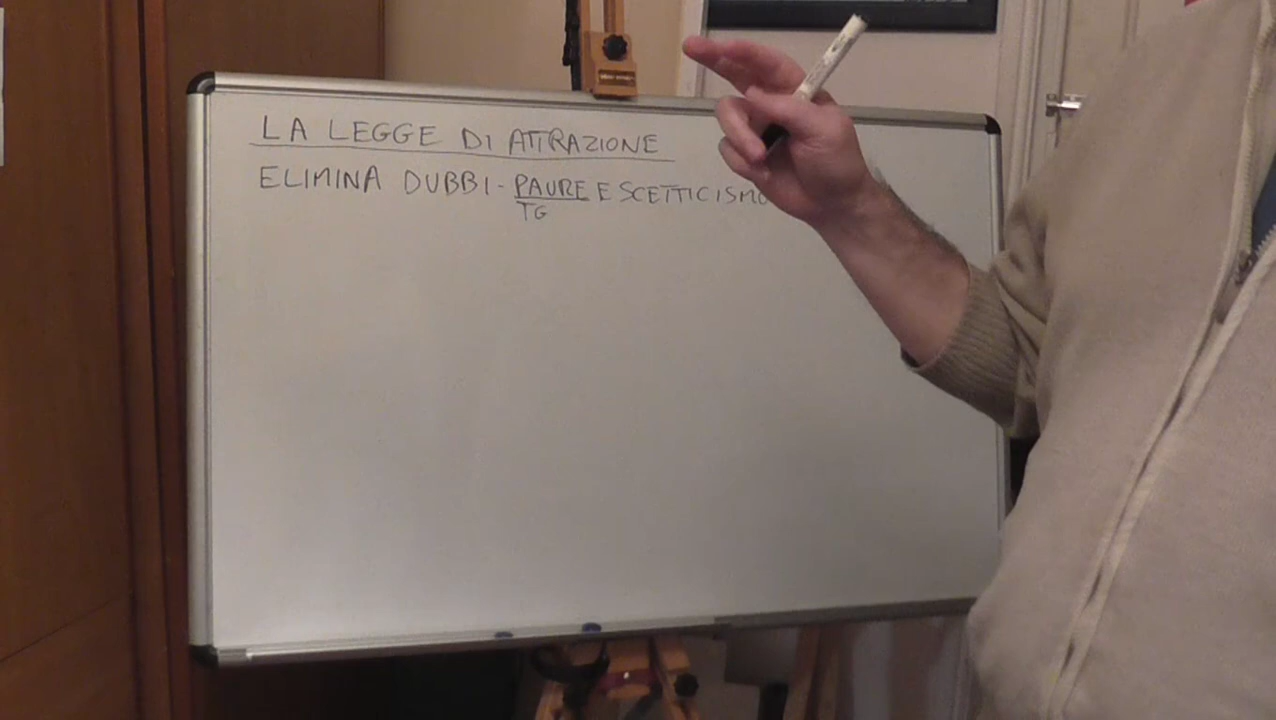 LA LEGGE DI ATTRAZIONE
ELIMINA DUBBI - PAURE E SCETTICISMO
TG